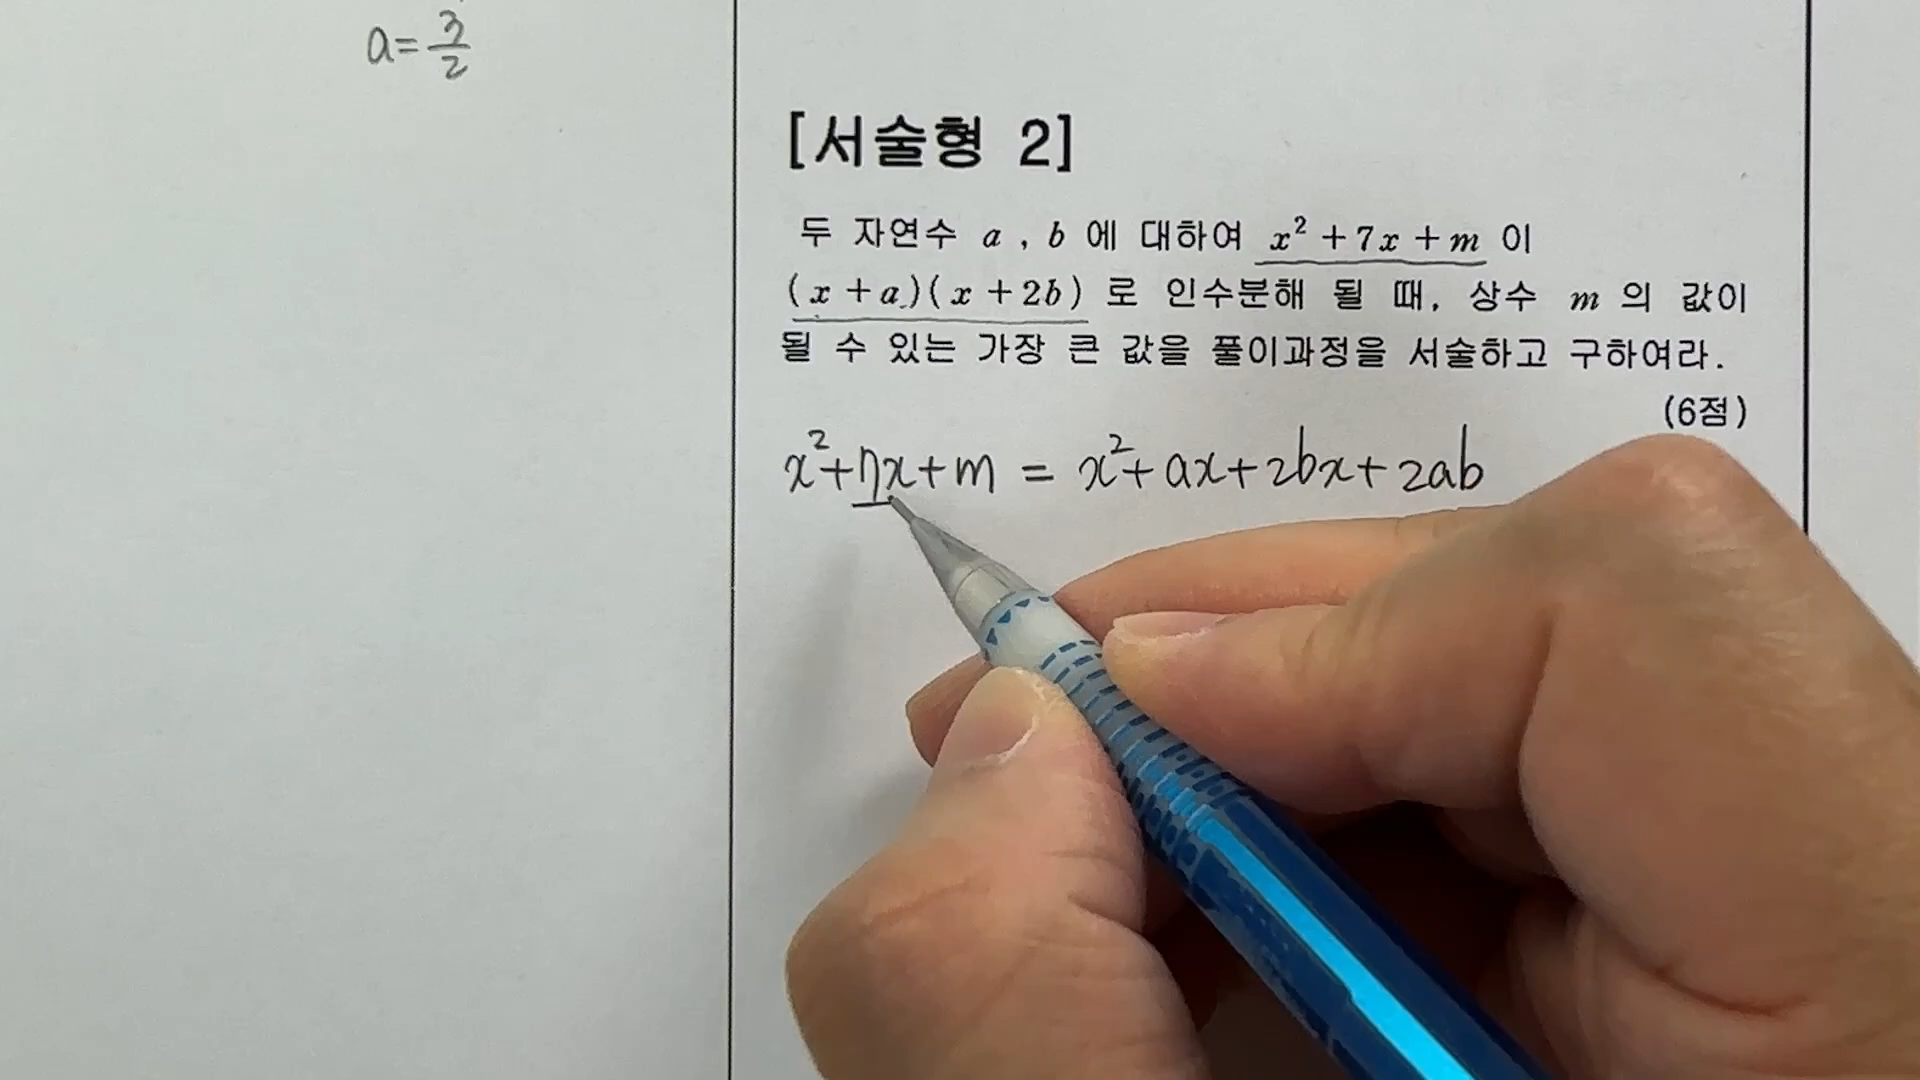 a=3/2
[서술형 2]
두 자연수 a , b 에 대하여 x²+7x+m 이
(x+a)(x+2b) 로 인수분해 될 때, 상수 m 의 값이
될 수 있는 가장 큰 값을 풀이과정을 서술하고 구하여라.
(6점)
x²+7x+m = x²+ax+2bx+2ab